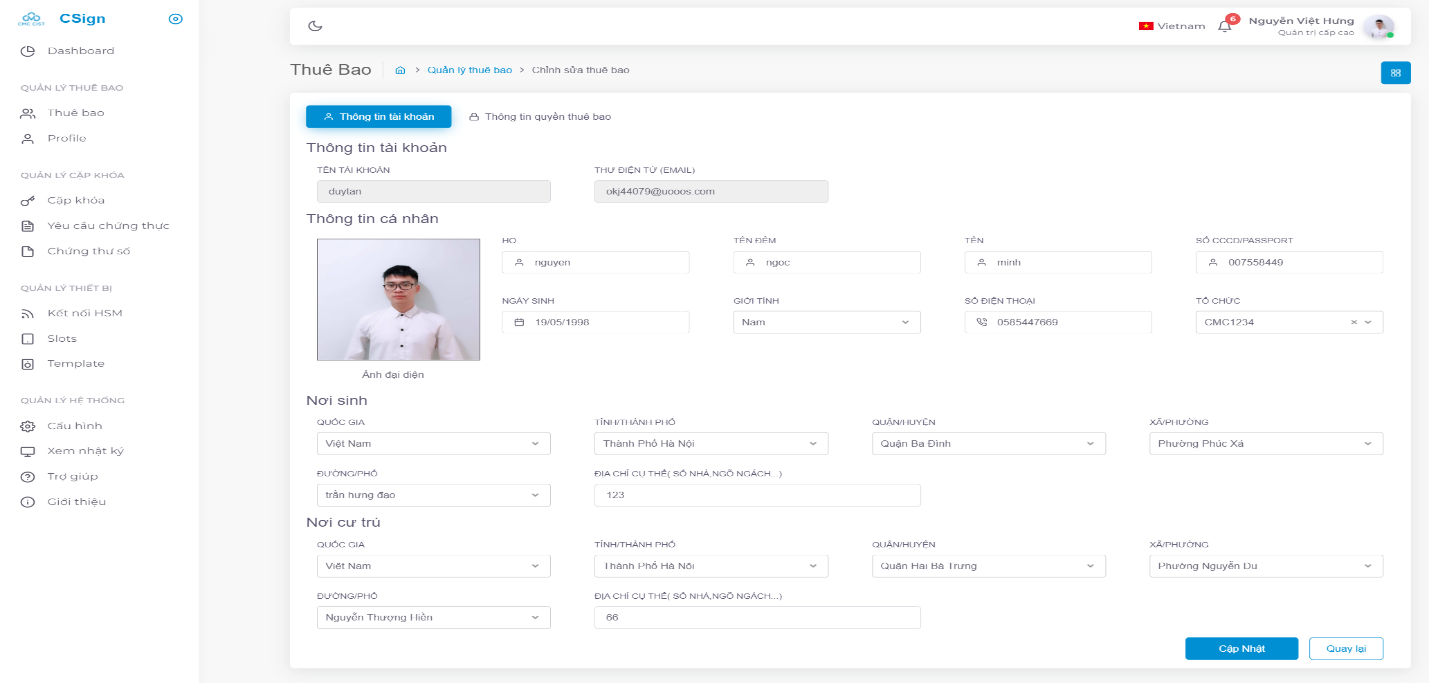 CMC CIST
CSign
Dashboard
QUẢN LÝ THUÊ BAO
Thuê bao
Profile
QUẢN LÝ CẶP KHÓA
Cặp khóa
Yêu cầu chứng thực
Chứng thư số
QUẢN LÝ THIẾT BỊ
Kết nối HSM
Slots
Template
QUẢN LÝ HỆ THỐNG
Cấu hình
Xem nhật ký
Trợ giúp
Giới thiệu
Vietnam
6
Nguyễn Việt Hưng
Quản trị cấp cao
Thuê Bao
Quản lý thuê bao > Chỉnh sửa thuê bao
Thông tin tài khoản
Thông tin quyền thuê bao
Thông tin tài khoản
TÊN TÀI KHOẢN
THƯ ĐIỆN TỬ (EMAIL)
duytan
okj44079@uooos.com
Thông tin cá nhân
HỌ
TÊN ĐỆM
TÊN
SỐ CCCD/PASSPORT
nguyen
ngoc
minh
007558449
NGÀY SINH
GIỚI TÍNH
SỐ ĐIỆN THOẠI
TỔ CHỨC
19/05/1998
Nam
0585447669
CMC1234
Ảnh đại diện
Nơi sinh
QUỐC GIA
TỈNH/THÀNH PHỐ
QUẬN/HUYỆN
XÃ/PHƯỜNG
Việt Nam
Thành Phố Hà Nội
Quận Ba Đình
Phường Phúc Xá
ĐƯỜNG/PHỐ
ĐỊA CHỈ CỤ THỂ( SỐ NHÀ,NGÕ NGÁCH...)
trần hưng đạo
123
Nơi cư trú
QUỐC GIA
TỈNH/THÀNH PHỐ
QUẬN/HUYỆN
XÃ/PHƯỜNG
Việt Nam
Thành Phố Hà Nội
Quận Hai Bà Trưng
Phường Nguyễn Du
ĐƯỜNG/PHỐ
ĐỊA CHỈ CỤ THỂ( SỐ NHÀ,NGÕ NGÁCH...)
Nguyễn Thượng Hiền
66
Cập Nhật
Quay lại